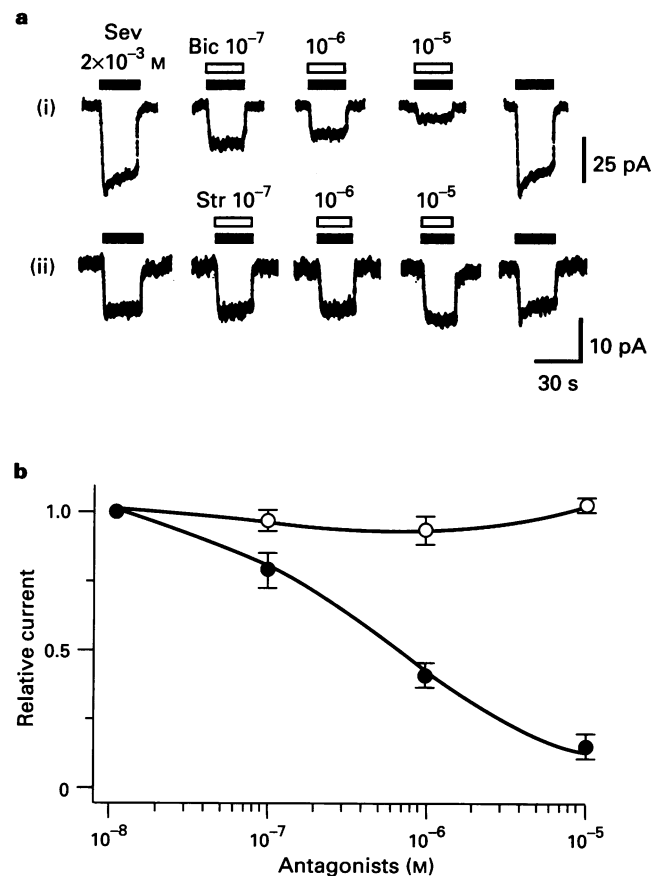 a
Sev
2×10⁻³ M
Bic 10⁻⁷
10⁻⁶
10⁻⁵
(i)
25 pA
Str 10⁻⁷
10⁻⁶
10⁻⁵
(ii)
10 pA
30 s
b
1.0
0.5
0
Relative current
10⁻⁸
10⁻⁷
10⁻⁶
10⁻⁵
Antagonists (M)